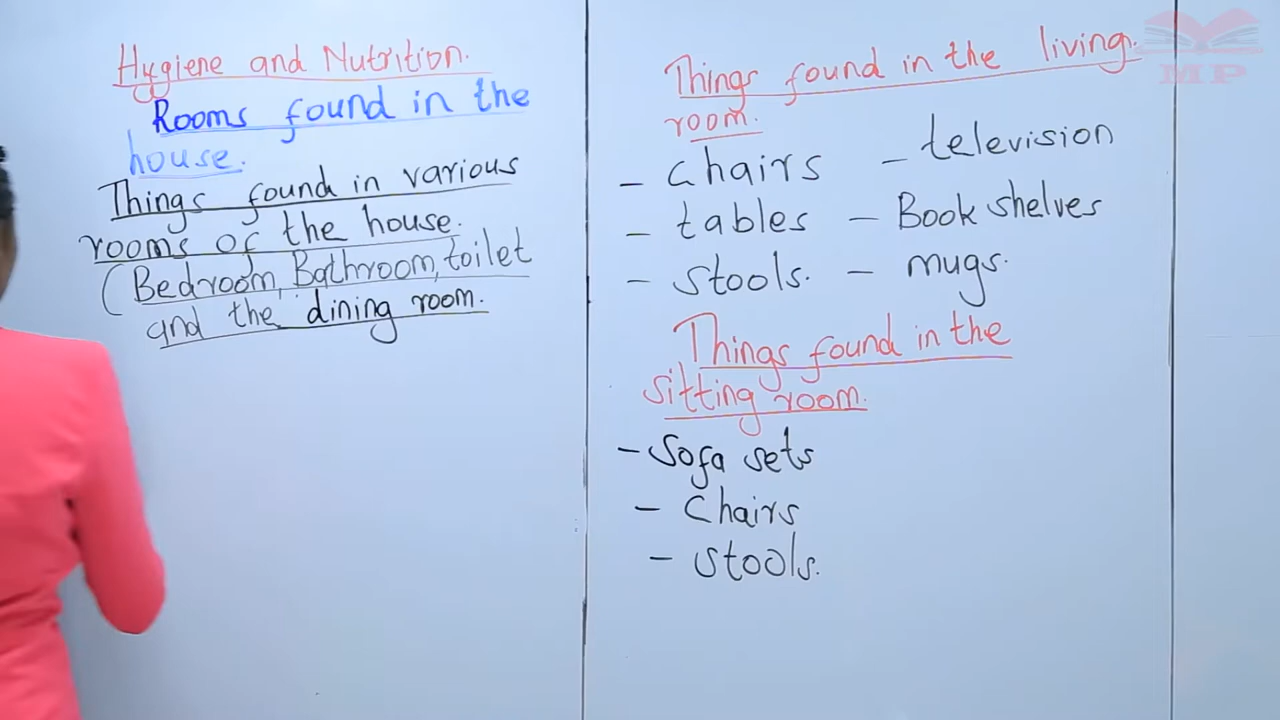 Hygiene and Nutrition.
Rooms found in the
house.
Things found in various
rooms of the house.
(Bedroom, Bathroom, toilet
and the dining room.
Things found in the living
room.
- Chairs - television
- tables - Book shelves
- stools. - mugs.
Things found in the
sitting room.
- Sofa sets
- Chairs
- stools.
MP